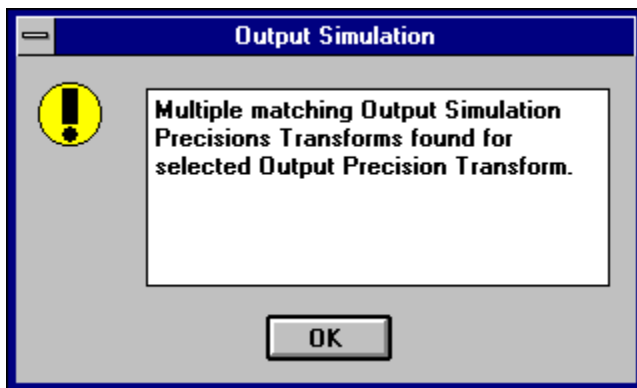 Output Simulation
Multiple matching Output Simulation
Precisions Transforms found for
selected Output Precision Transform.
OK